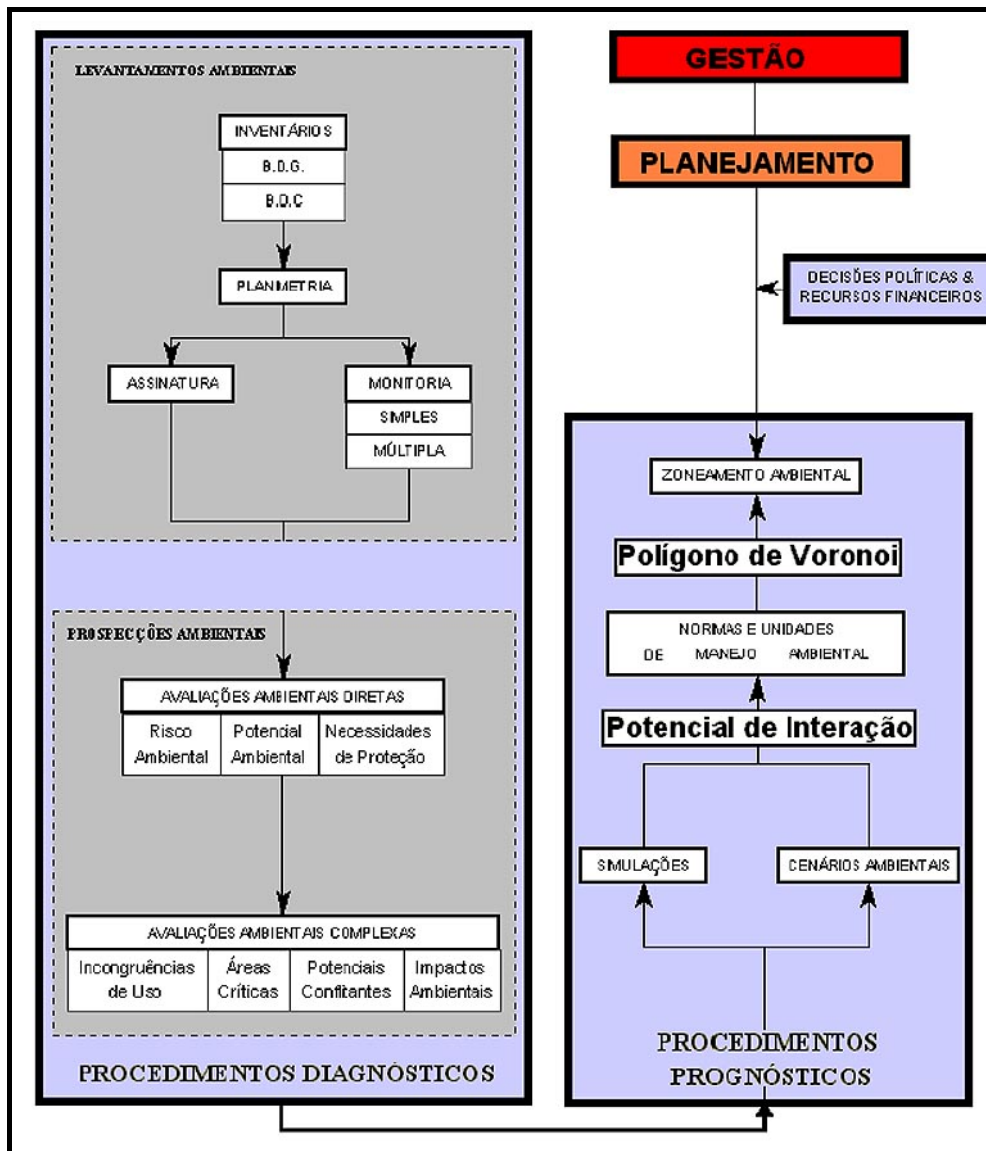 LEVANTAMENTOS AMBIENTAIS
INVENTÁRIOS
B.D.G.
B.D.C
PLANIMETRIA
ASSINATURA
MONITORIA
SIMPLES
MÚLTIPLA
PROSPECÇÕES AMBIENTAIS
AVALIAÇÕES AMBIENTAIS DIRETAS
Risco
Ambiental
Potencial
Ambiental
Necessidades
de Proteção
AVALIAÇÕES AMBIENTAIS COMPLEXAS
Incongruências
de Uso
Áreas
Críticas
Potenciais
Conflitantes
Impactos
Ambientais
PROCEDIMENTOS DIAGNÓSTICOS
GESTÃO
PLANEJAMENTO
DECISÕES POLÍTICAS &
RECURSOS FINANCEIROS
ZONEAMENTO AMBIENTAL
Polígono de Voronoi
NORMAS E UNIDADES
DE MANEJO AMBIENTAL
Potencial de Interação
SIMULAÇÕES
CENÁRIOS AMBIENTAIS
PROCEDIMENTOS
PROGNÓSTICOS